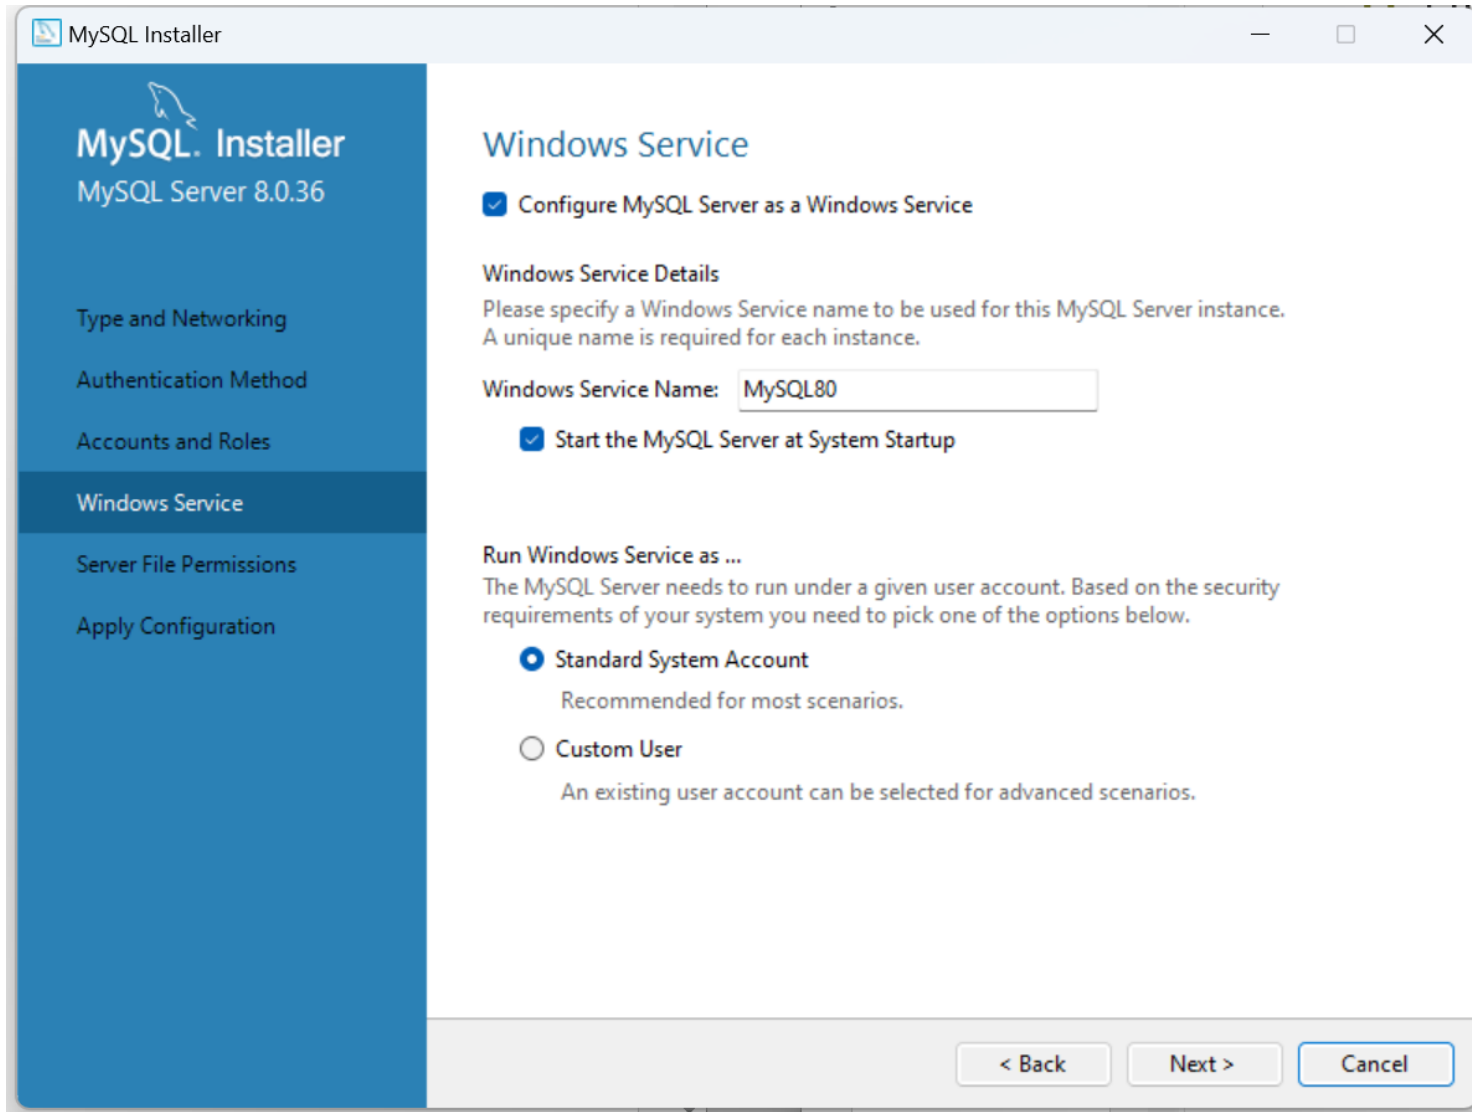 MySQL Installer
MySQL. Installer
MySQL Server 8.0.36
Type and Networking
Authentication Method
Accounts and Roles
Windows Service
Server File Permissions
Apply Configuration
Windows Service
Configure MySQL Server as a Windows Service
Windows Service Details
Please specify a Windows Service name to be used for this MySQL Server instance.
A unique name is required for each instance.
Windows Service Name: MySQL80
Start the MySQL Server at System Startup
Run Windows Service as ...
The MySQL Server needs to run under a given user account. Based on the security
requirements of your system you need to pick one of the options below.
Standard System Account
Recommended for most scenarios.
Custom User
An existing user account can be selected for advanced scenarios.
< Back Next > Cancel